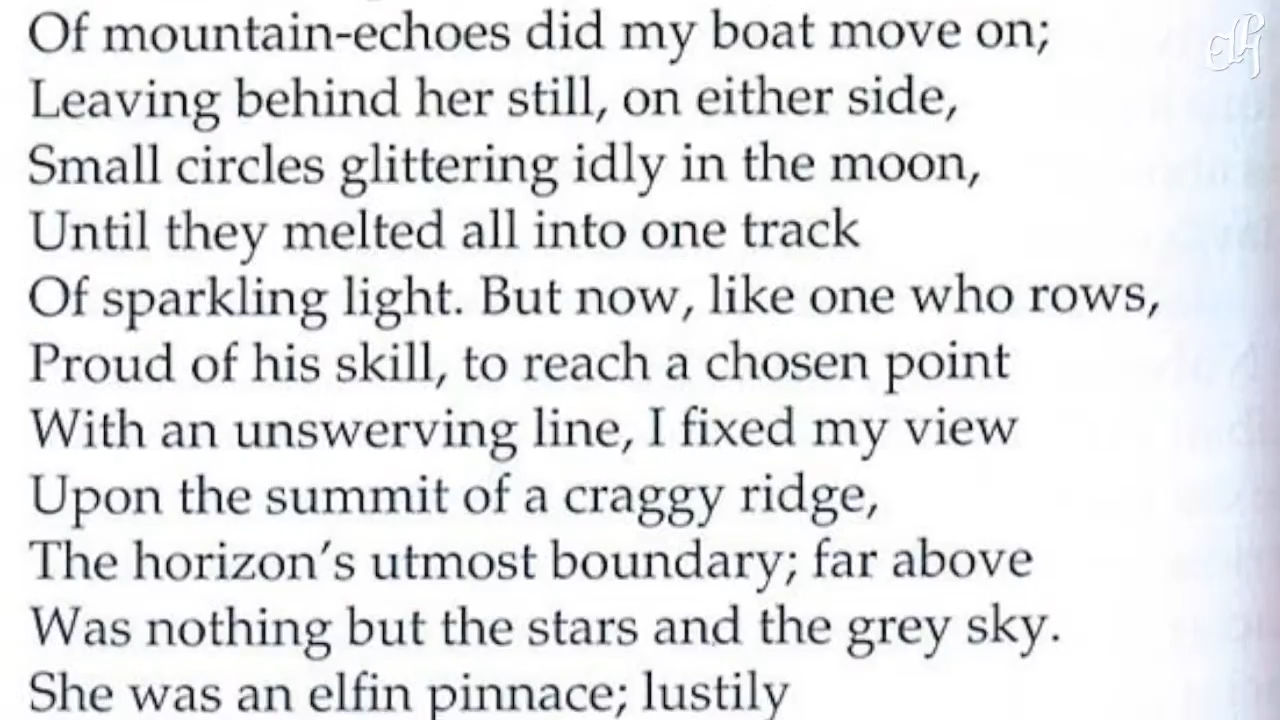 Of mountain-echoes did my boat move on;
Leaving behind her still, on either side,
Small circles glittering idly in the moon,
Until they melted all into one track
Of sparkling light. But now, like one who rows,
Proud of his skill, to reach a chosen point
With an unswerving line, I fixed my view
Upon the summit of a craggy ridge,
The horizon's utmost boundary; far above
Was nothing but the stars and the grey sky.
She was an elfin pinnace; lustily